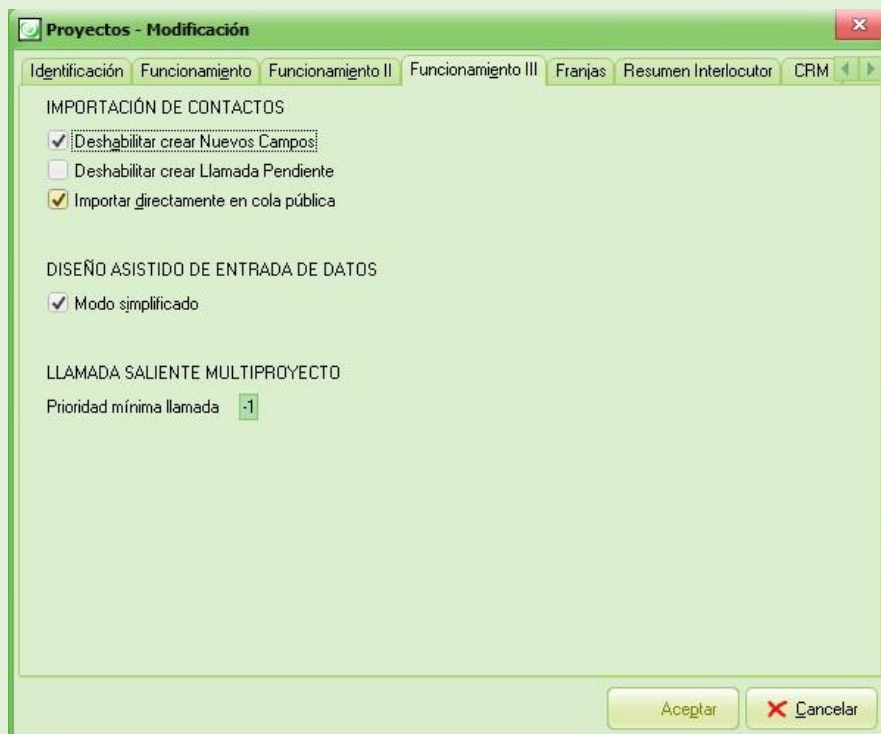 Proyectos - Modificación
Identificación Funcionamiento Funcionamiento II Funcionamiento III Franjas Resumen Interlocutor CRM
IMPORTACIÓN DE CONTACTOS
Deshabilitar crear Nuevos Campos
Deshabilitar crear Llamada Pendiente
Importar directamente en cola pública
DISEÑO ASISTIDO DE ENTRADA DE DATOS
Modo simplificado
LLAMADA SALIENTE MULTIPROYECTO
Prioridad mínima llamada -1
Aceptar Cancelar